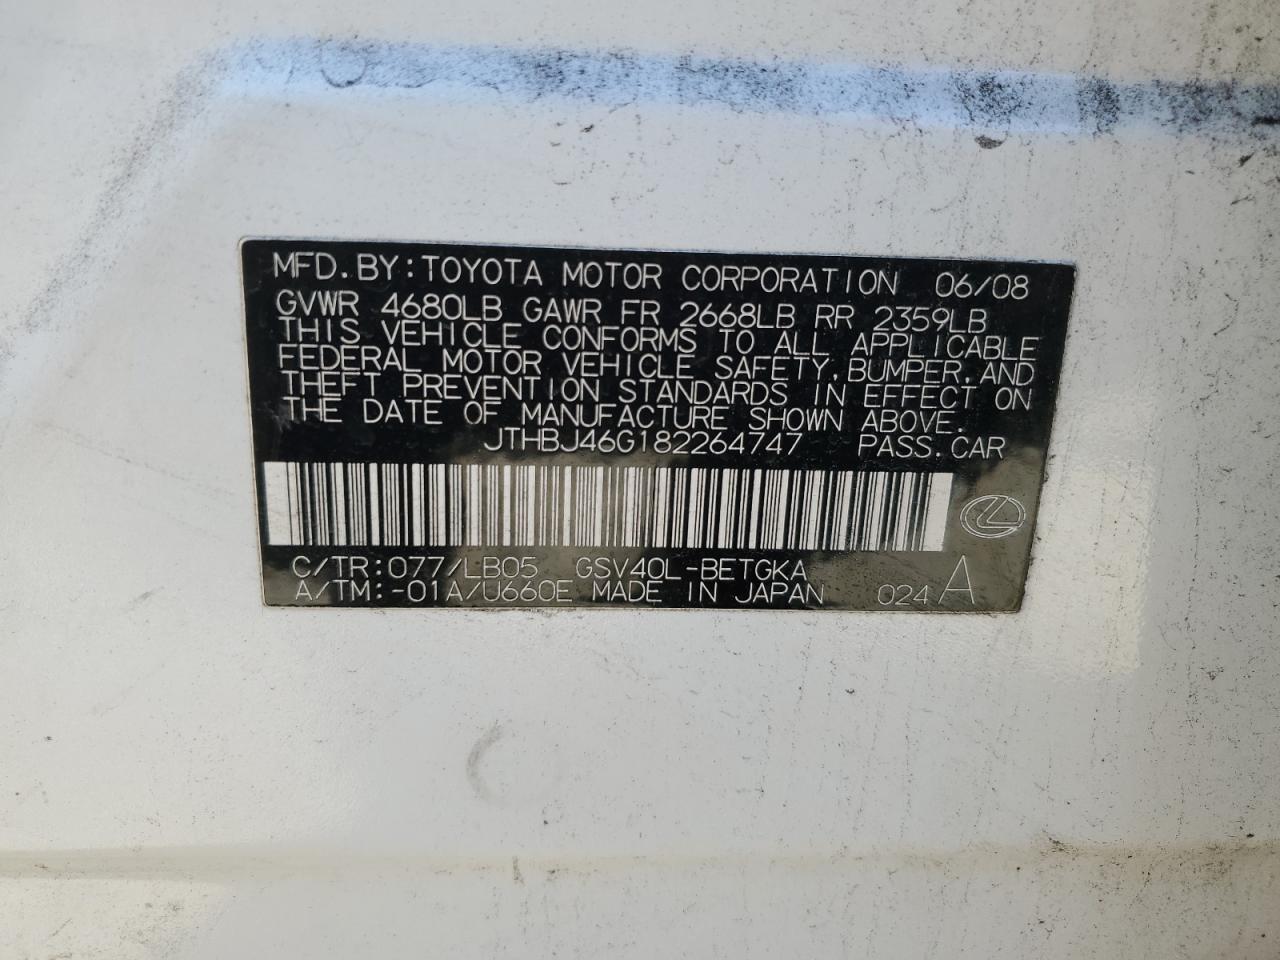 MFD.BY:TOYOTA MOTOR CORPORATION 06/08
GVWR 4680LB GAWR FR 2668LB RR 2359LB
THIS VEHICLE CONFORMS TO ALL APPLICABLE
FEDERAL MOTOR VEHICLE SAFETY, BUMPER, AND
THEFT PREVENTION STANDARDS IN EFFECT ON
THE DATE OF MANUFACTURE SHOWN ABOVE.
JTHBJ46G182264747 PASS.CAR
C/TR:077/LB05 GSV40L-BETGKA
A/TM:-01A/U660E MADE IN JAPAN 024 A